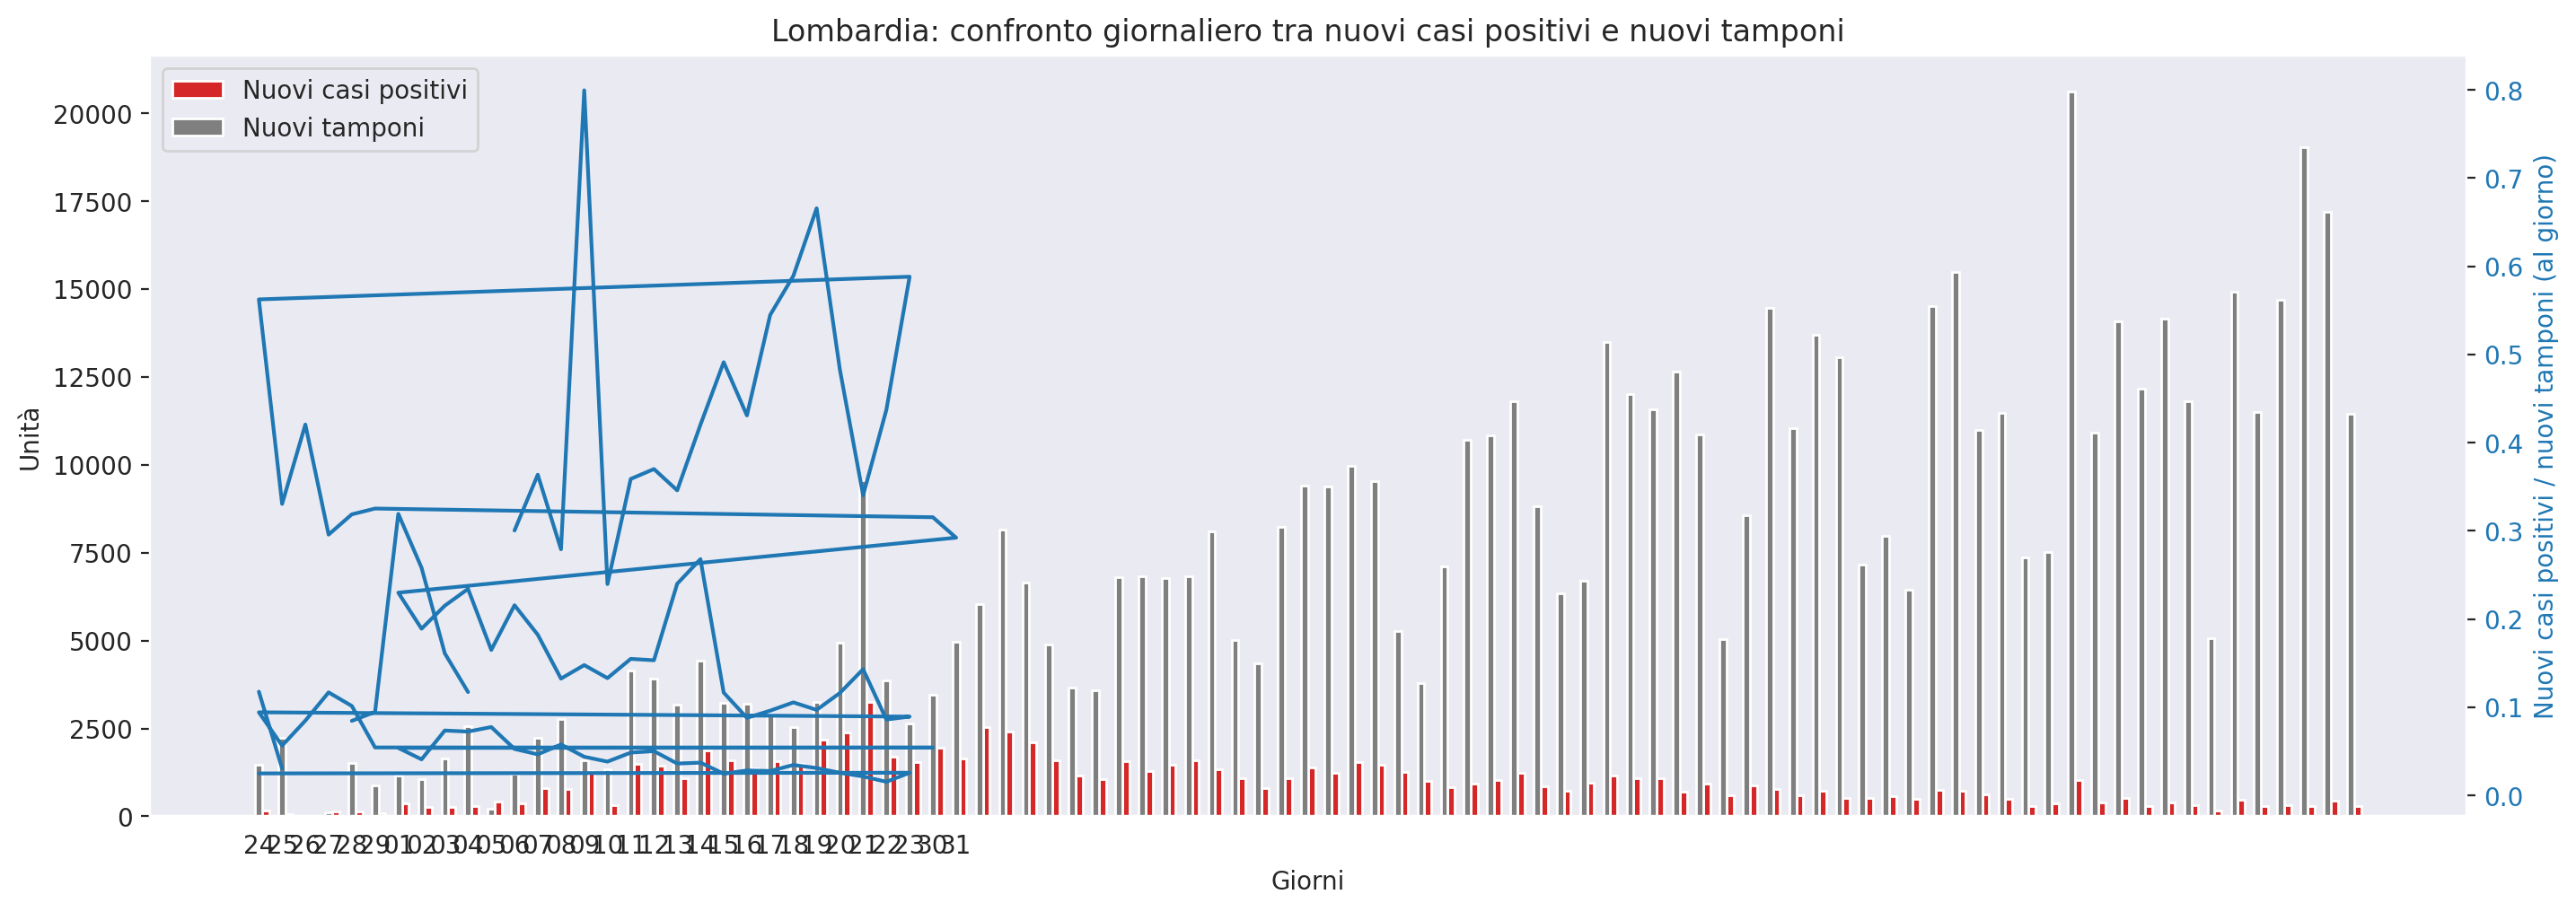 Lombardia: confronto giornaliero tra nuovi casi positivi e nuovi tamponi
Nuovi casi positivi
Nuovi tamponi
20000
17500
15000
12500
10000
7500
5000
2500
0
Unità
0.8
0.7
0.6
0.5
0.4
0.3
0.2
0.1
0.0
Nuovi casi positivi / nuovi tamponi (al giorno)
24 25 26 27 28 29 01 02 03 04 05 06 07 08 09 10 11 12 13 14 15 16 17 18 19 20 21 22 23 30 31
Giorni